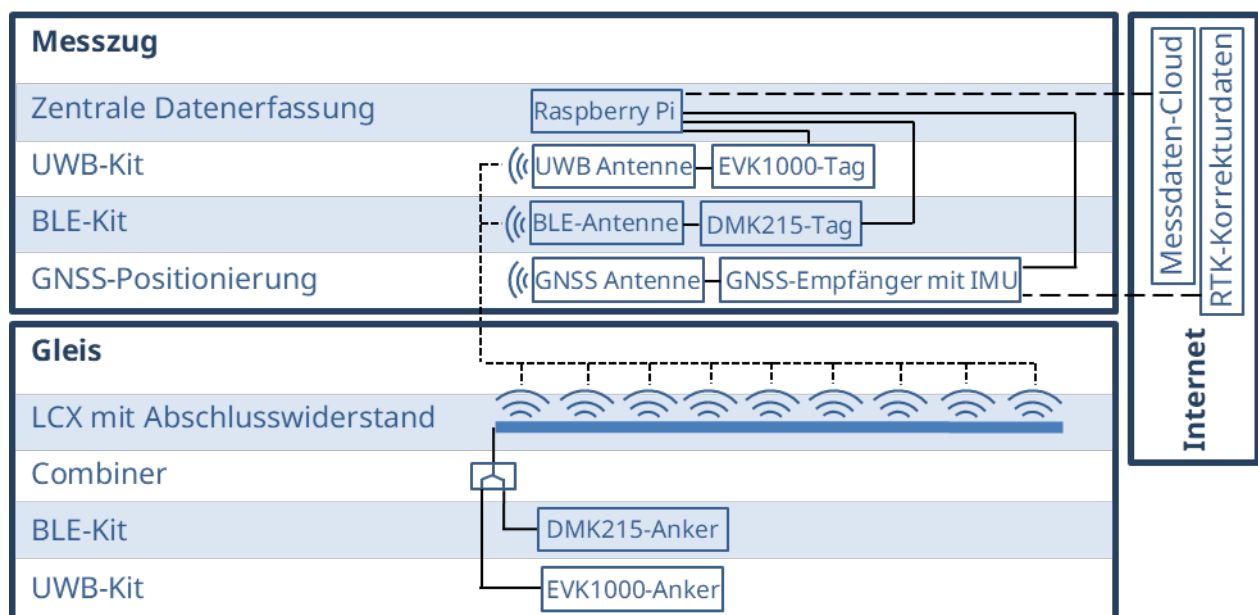 Messzug
Zentrale Datenerfassung
Raspberry Pi
UWB-Kit
UWB Antenne
EVK1000-Tag
BLE-Kit
BLE-Antenne
DMK215-Tag
GNSS-Positionierung
GNSS Antenne
GNSS-Empfänger mit IMU
Messdaten-Cloud
RTK-Korrekturdaten
Internet
Gleis
LCX mit Abschlusswiderstand
Combiner
BLE-Kit
DMK215-Anker
UWB-Kit
EVK1000-Anker